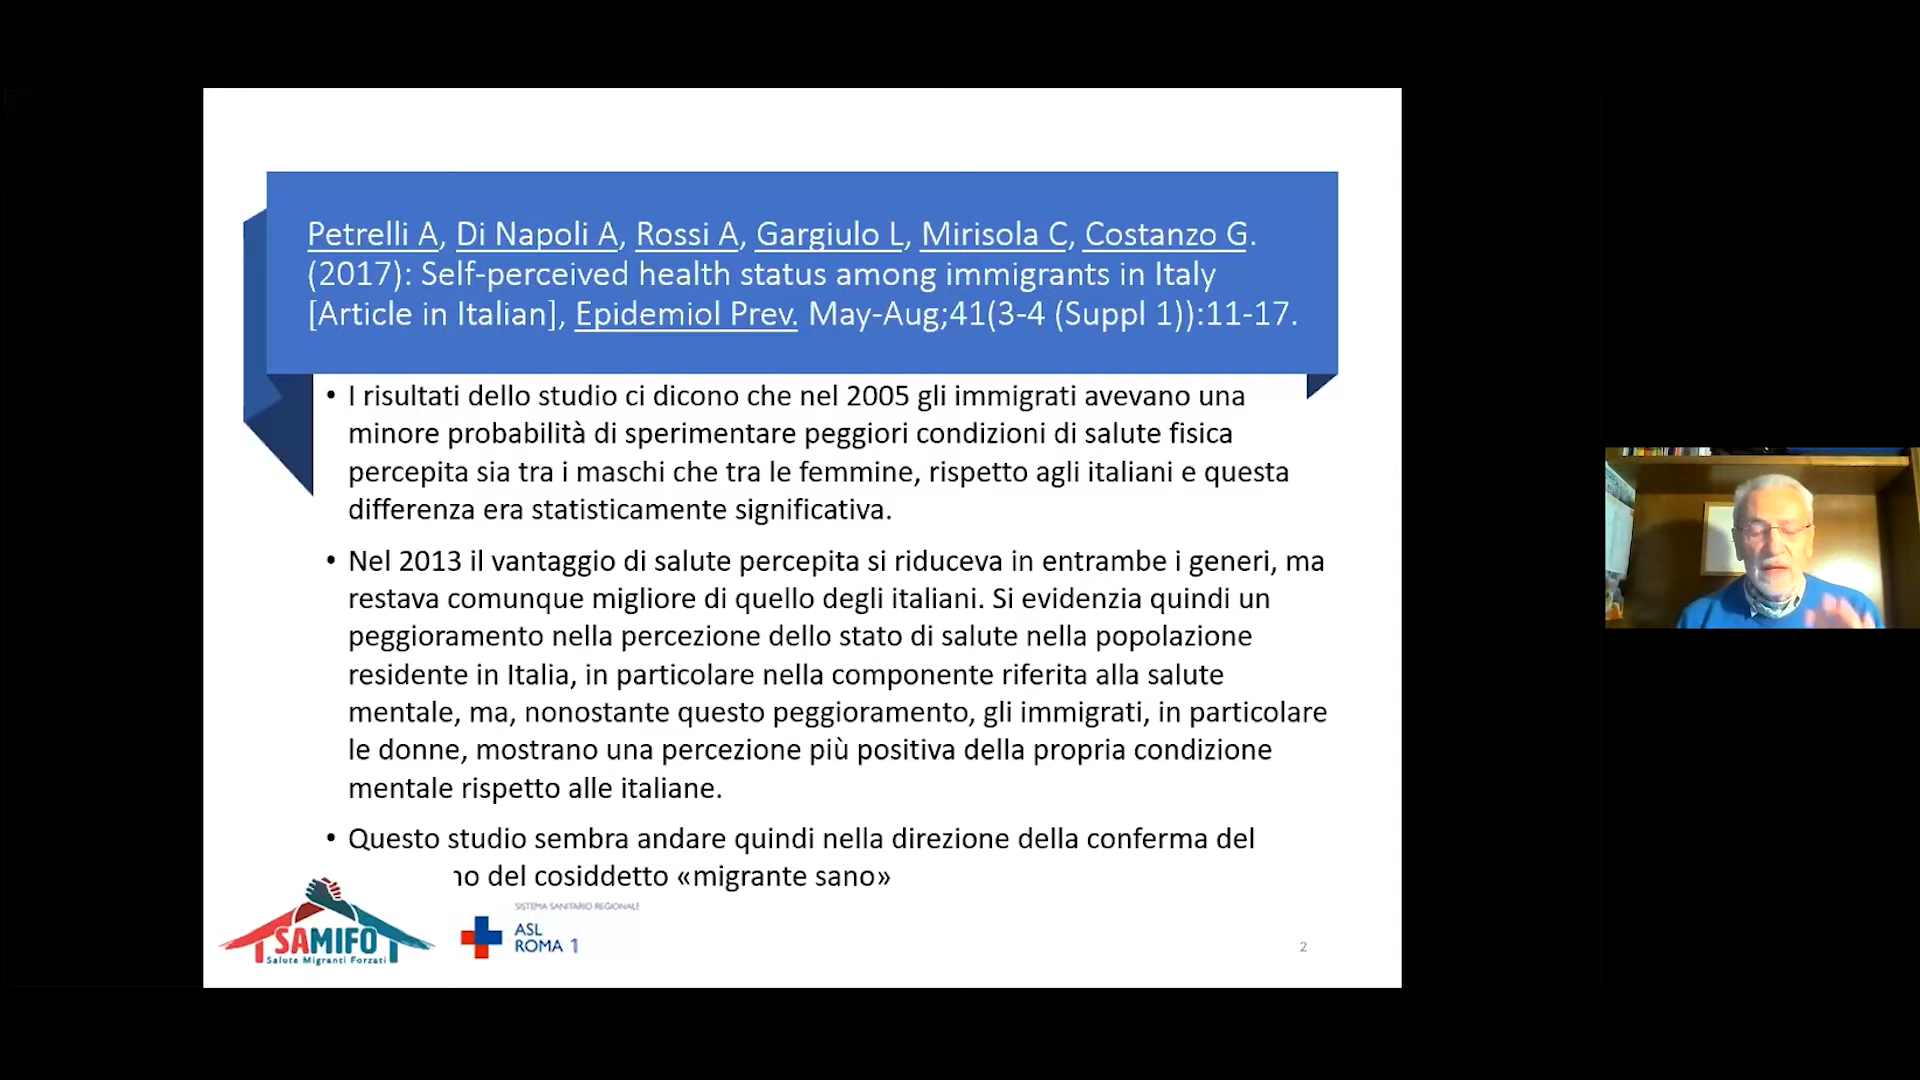 Petrelli A, Di Napoli A, Rossi A, Gargiulo L, Mirisola C, Costanzo G.
(2017): Self-perceived health status among immigrants in Italy
[Article in Italian], Epidemiol Prev. May-Aug;41(3-4 (Suppl 1)):11-17.
• I risultati dello studio ci dicono che nel 2005 gli immigrati avevano una
minore probabilità di sperimentare peggiori condizioni di salute fisica
percepita sia tra i maschi che tra le femmine, rispetto agli italiani e questa
differenza era statisticamente significativa.
• Nel 2013 il vantaggio di salute percepita si riduceva in entrambe i generi, ma
restava comunque migliore di quello degli italiani. Si evidenzia quindi un
peggioramento nella percezione dello stato di salute nella popolazione
residente in Italia, in particolare nella componente riferita alla salute
mentale, ma, nonostante questo peggioramento, gli immigrati, in particolare
le donne, mostrano una percezione più positiva della propria condizione
mentale rispetto alle italiane.
• Questo studio sembra andare quindi nella direzione della conferma del
del cosiddetto «migrante sano»
SAMIFO
Salute Migranti Forzati
SISTEMA SANITARIO REGIONALE
ASL
ROMA 1
2